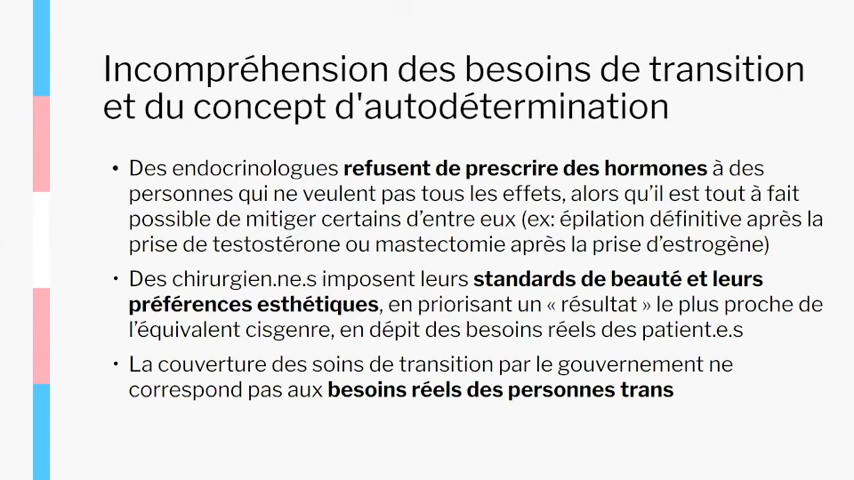 Incompréhension des besoins de transition
et du concept d'autodétermination
• Des endocrinologues refusent de prescrire des hormones à des
personnes qui ne veulent pas tous les effets, alors qu’il est tout à fait
possible de mitiger certains d’entre eux (ex: épilation définitive après la
prise de testostérone ou mastectomie après la prise d’estrogène)
• Des chirurgien.ne.s imposent leurs standards de beauté et leurs
préférences esthétiques, en priorisant un « résultat » le plus proche de
l’équivalent cisgenre, en dépit des besoins réels des patient.e.s
• La couverture des soins de transition par le gouvernement ne
correspond pas aux besoins réels des personnes trans